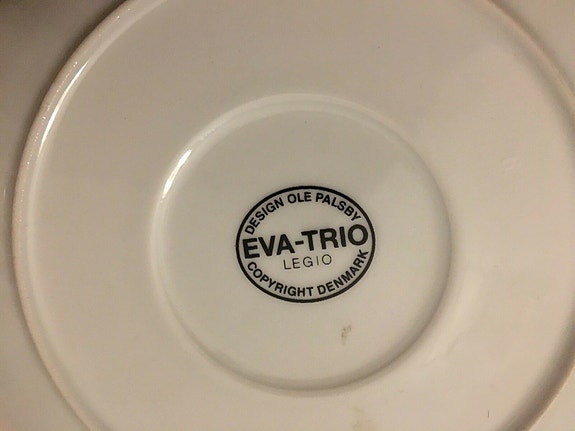 DESIGN OLE PALSBY
EVA-TRIO
LEGIO
COPYRIGHT DENMARK